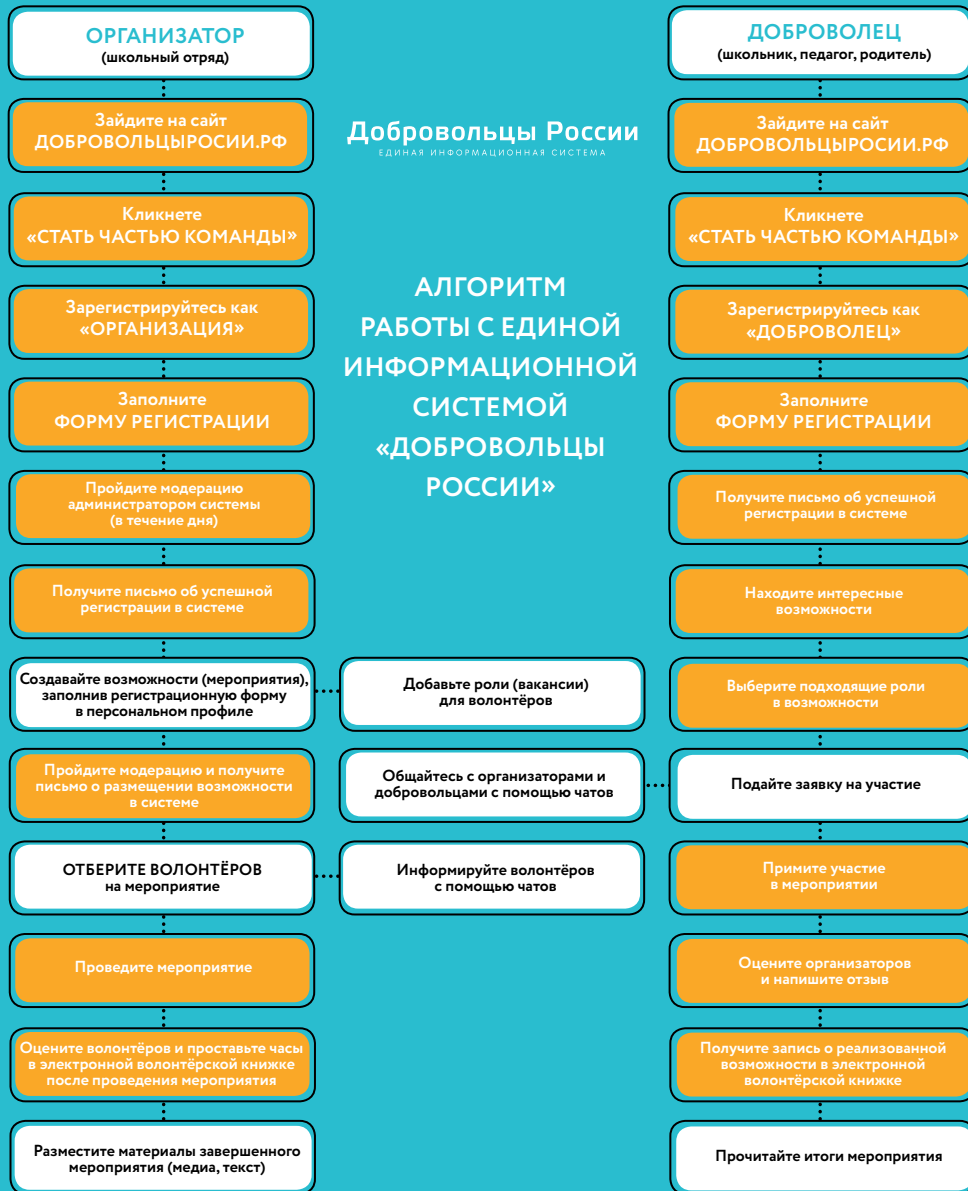 ОРГАНИЗАТОР
(школьный отряд)
Зайдите на сайт
ДОБРОВОЛЬЦЫРОСИИ.РФ
Кликнете
«СТАТЬ ЧАСТЬЮ КОМАНДЫ»
Зарегистрируйтесь как
«ОРГАНИЗАЦИЯ»
Заполните
ФОРМУ РЕГИСТРАЦИИ
Пройдите модерацию
администратором системы
(в течение дня)
Получите письмо об успешной
регистрации в системе
Создавайте возможности (мероприятия),
заполнив регистрационную форму
в персональном профиле
Пройдите модерацию и получите
письмо о размещении возможности
в системе
ОТБЕРИТЕ ВОЛОНТЁРОВ
на мероприятие
Проведите мероприятие
Оцените волонтёров и проставьте часы
в электронной волонтёрской книжке
после проведения мероприятия
Разместите материалы завершенного
мероприятия (медиа, текст)
Добровольцы России
ЕДИНАЯ ИНФОРМАЦИОННАЯ СИСТЕМА
АЛГОРИТМ
РАБОТЫ С ЕДИНОЙ
ИНФОРМАЦИОННОЙ
СИСТЕМОЙ
«ДОБРОВОЛЬЦЫ
РОССИИ»
Добавьте роли (вакансии)
для волонтёров
Общайтесь с организаторами и
добровольцами с помощью чатов
Информируйте волонтёров
с помощью чатов
ДОБРОВОЛЕЦ
(школьник, педагог, родитель)
Зайдите на сайт
ДОБРОВОЛЬЦЫРОСИИ.РФ
Кликнете
«СТАТЬ ЧАСТЬЮ КОМАНДЫ»
Зарегистрируйтесь как
«ДОБРОВОЛЕЦ»
Заполните
ФОРМУ РЕГИСТРАЦИИ
Получите письмо об успешной
регистрации в системе
Находите интересные
возможности
Выберите подходящие роли
в возможности
Подайте заявку на участие
Примите участие
в мероприятии
Оцените организаторов
и напишите отзыв
Получите запись о реализованной
возможности в электронной
волонтёрской книжке
Прочитайте итоги мероприятия